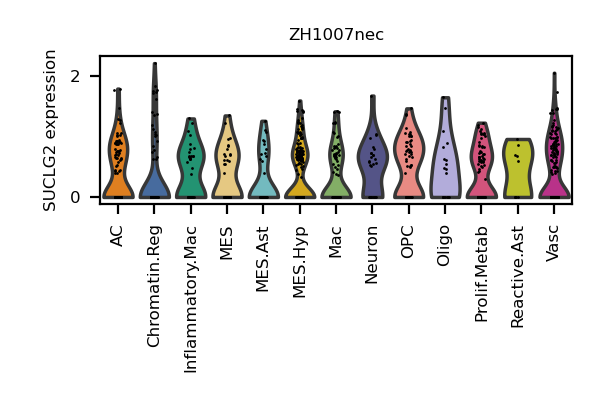 ZH1007nec
SUCLG2 expression
2
0
AC
Chromatin.Reg
Inflammatory.Mac
MES
MES.Ast
MES.Hyp
Mac
Neuron
OPC
Oligo
Prolif.Metab
Reactive.Ast
Vasc